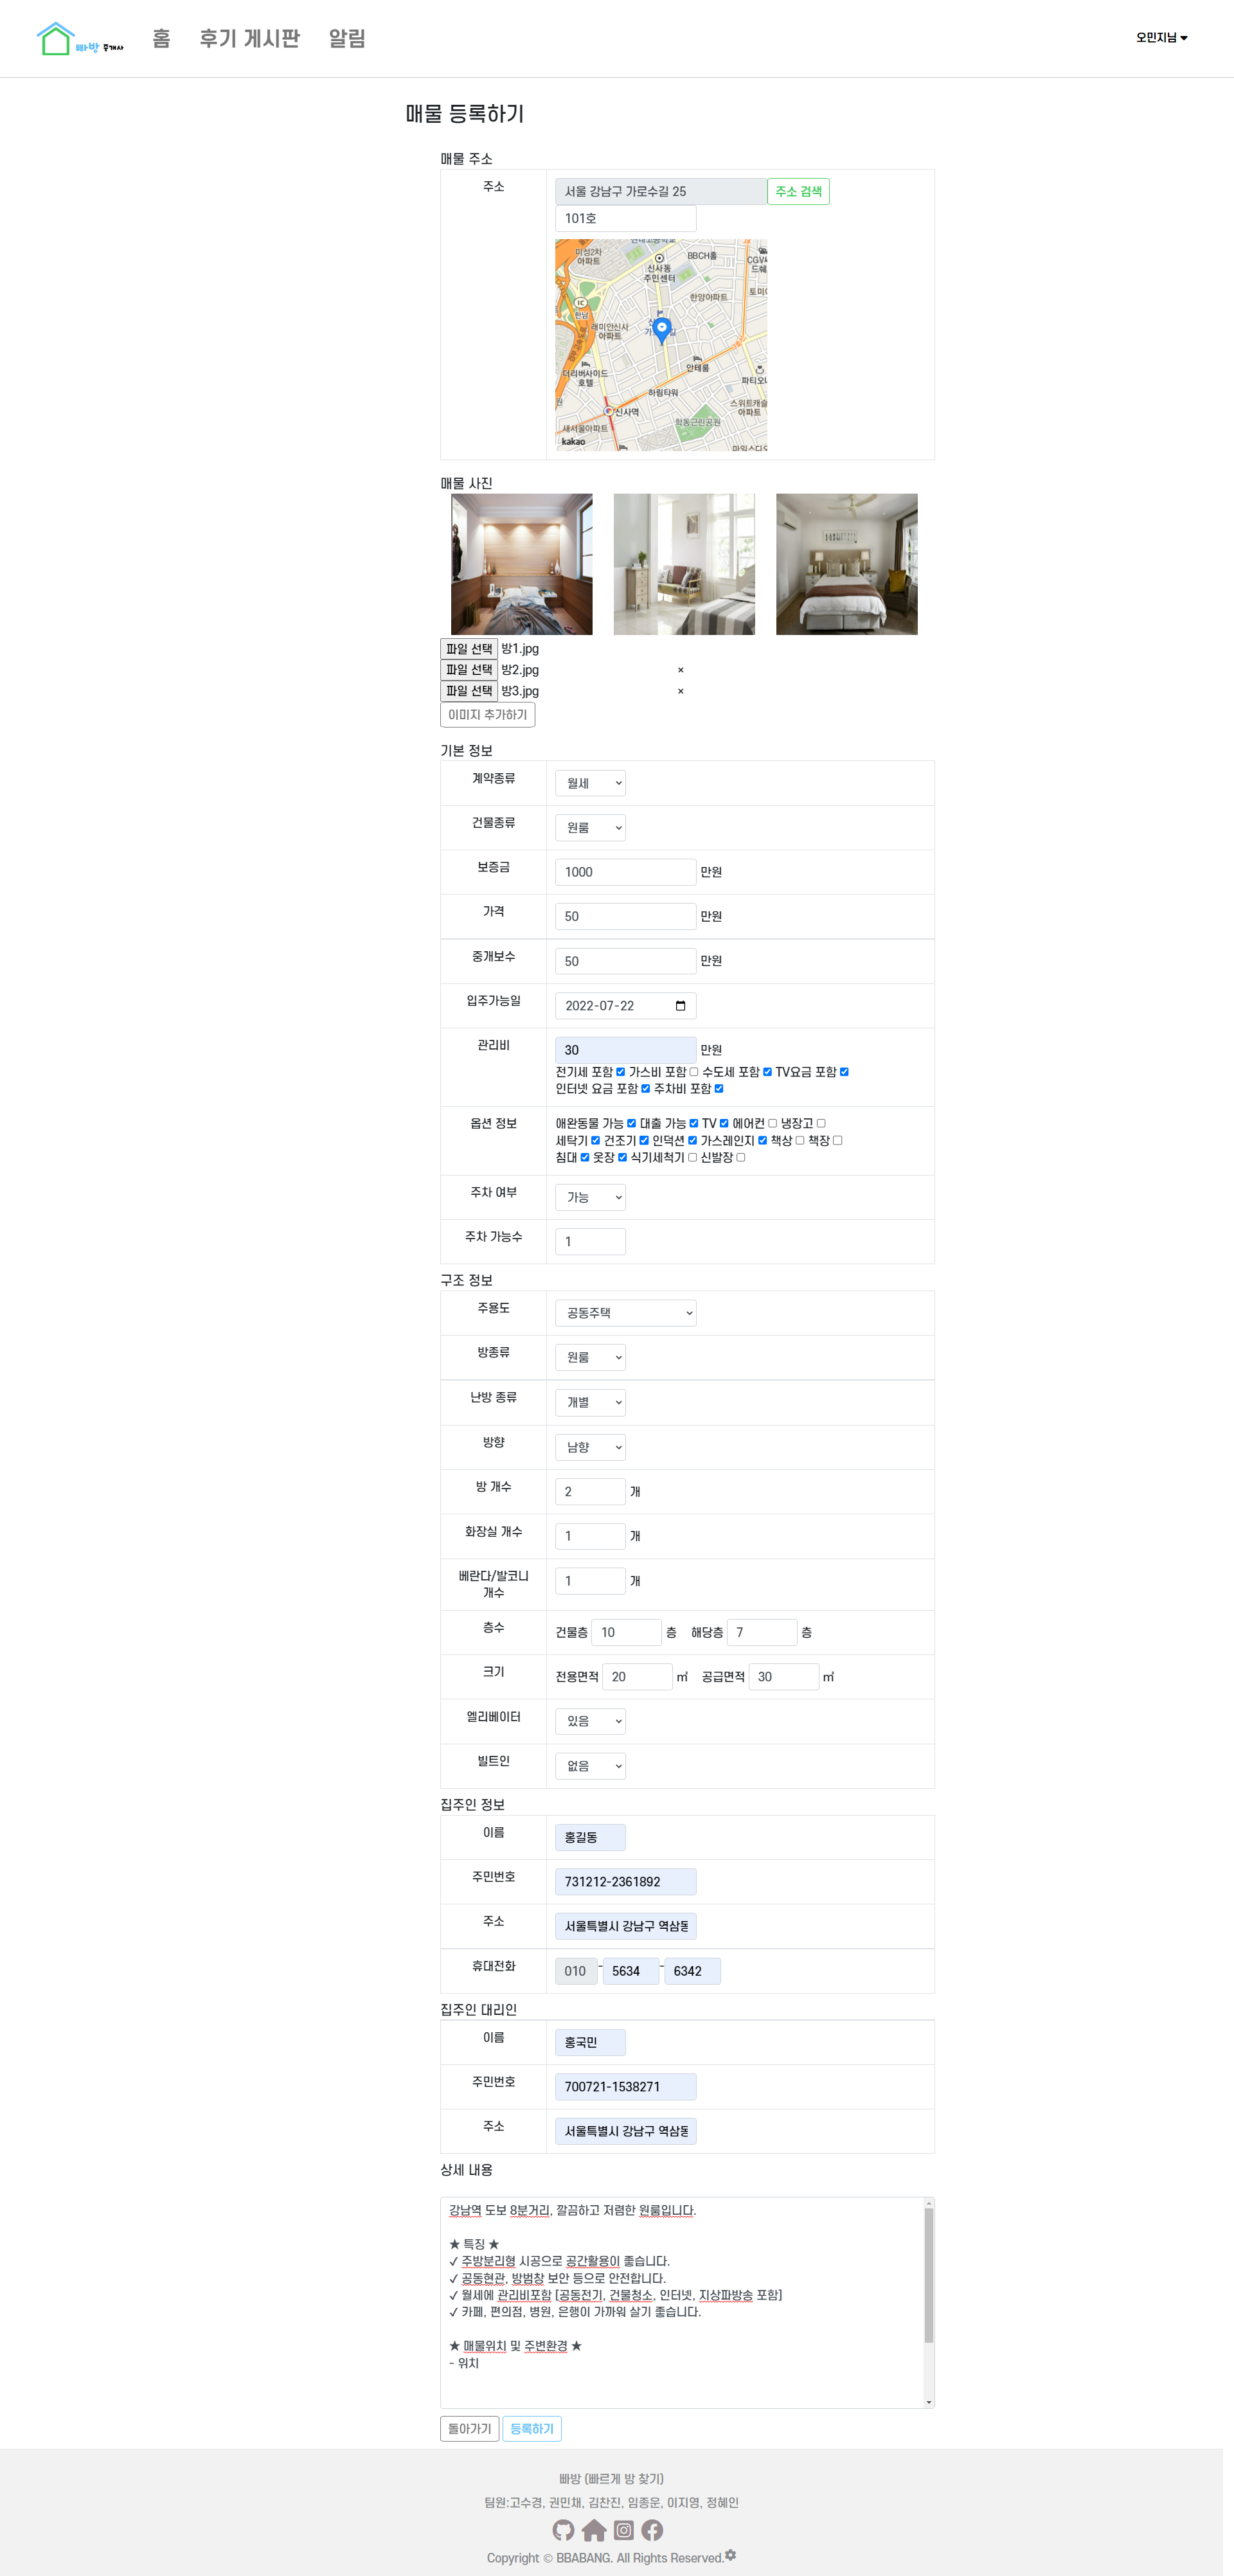 빠방 중개사 홈 후기 게시판 알림 오민지님
매물 등록하기
매물 주소
주소 서울 강남구 가로수길 25 주소 검색
101호
현대고등학교
미성2차
아파트
신사동
주민센터
BBCH홀
CGV
드쉐
토미
한양아파트
IC
한남
래미안신사
아파트
안테룸
더리버사이드
호텔
파티오나
하림타워
스위트캐슬
아파트
신사역
새서울아파트
학동근린공원
kakao
마일스디오
매물 사진
파일 선택 방1.jpg
파일 선택 방2.jpg ×
파일 선택 방3.jpg ×
이미지 추가하기
기본 정보
계약종류 월세
건물종류 원룸
보증금 1000 만원
가격 50 만원
중개보수 50 만원
입주가능일 2022-07-22
관리비 30 만원
전기세 포함 가스비 포함 수도세 포함 TV요금 포함
인터넷 요금 포함 주차비 포함
옵션 정보 애완동물 가능 대출 가능 TV 에어컨 냉장고
세탁기 건조기 인덕션 가스레인지 책상 책장
침대 옷장 식기세척기 신발장
주차 여부 가능
주차 가능수 1
구조 정보
주용도 공동주택
방종류 원룸
난방 종류 개별
방향 남향
방 개수 2 개
화장실 개수 1 개
베란다/발코니 1 개
개수
층수 건물층 10 층 해당층 7 층
크기 전용면적 20 ㎡ 공급면적 30 ㎡
엘리베이터 있음
빌트인 없음
집주인 정보
이름 홍길동
주민번호 731212-2361892
주소 서울특별시 강남구 역삼동
휴대전화 010 - 5634 - 6342
집주인 대리인
이름 홍국민
주민번호 700721-1538271
주소 서울특별시 강남구 역삼동
상세 내용
강남역 도보 8분거리, 깔끔하고 저렴한 원룸입니다.
★ 특징 ★
✓ 주방분리형 시공으로 공간활용이 좋습니다.
✓ 공동현관, 방범창 보안 등으로 안전합니다.
✓ 월세에 관리비포함 [공동전기, 건물청소, 인터넷, 지상파방송 포함]
✓ 카페, 편의점, 병원, 은행이 가까워 살기 좋습니다.
★ 매물위치 및 주변환경 ★
- 위치
돌아가기 등록하기
빠방 (빠르게 방 찾기)
팀원:고수경, 권민채, 김찬진, 임종운, 이지영, 정혜인
Copyright © BBABANG. All Rights Reserved.